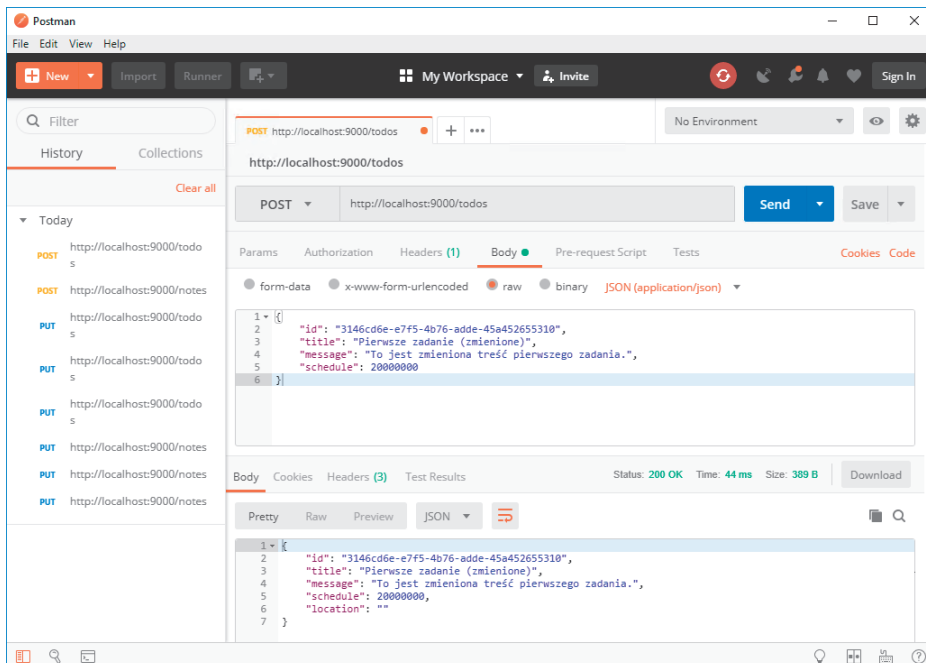 Postman
File Edit View Help
New Import Runner My Workspace Invite Sign In
Filter
History Collections
Clear all
Today
POST http://localhost:9000/todo
s
POST http://localhost:9000/notes
PUT http://localhost:9000/todo
s
PUT http://localhost:9000/todo
s
PUT http://localhost:9000/todo
s
PUT http://localhost:9000/notes
PUT http://localhost:9000/notes
PUT http://localhost:9000/notes
POST http://localhost:9000/todos
No Environment
http://localhost:9000/todos
POST http://localhost:9000/todos Send Save
Params Authorization Headers (1) Body Pre-request Script Tests Cookies Code
form-data x-www-form-urlencoded raw binary JSON (application/json)
1 {
2 "id": "3146cd6e-e7f5-4b76-adde-45a452655310",
3 "title": "Pierwsze zadanie (zmienione)",
4 "message": "To jest zmieniona treść pierwszego zadania.",
5 "schedule": 20000000
6 }
Body Cookies Headers (3) Test Results Status: 200 OK Time: 44 ms Size: 389 B Download
Pretty Raw Preview JSON
1 {
2 "id": "3146cd6e-e7f5-4b76-adde-45a452655310",
3 "title": "Pierwsze zadanie (zmienione)",
4 "message": "To jest zmieniona treść pierwszego zadania.",
5 "schedule": 20000000,
6 "location": ""
7 }